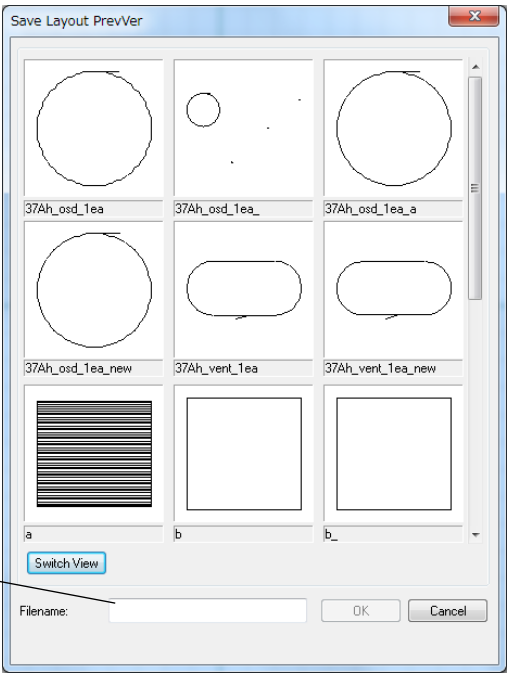 Save Layout PrevVer
37Ah_osd_1ea
37Ah_osd_1ea_
37Ah_osd_1ea_a
37Ah_osd_1ea_new
37Ah_vent_1ea
37Ah_vent_1ea_new
a
b
b_
Switch View
Filename:
OK
Cancel